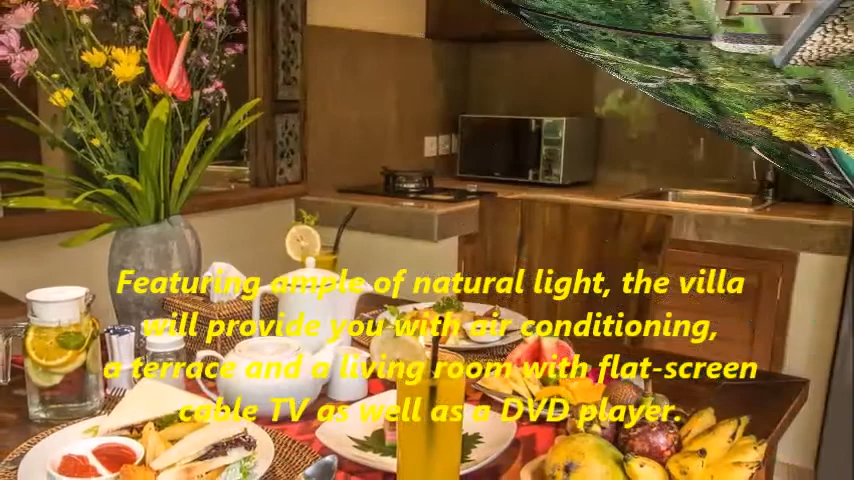 Featuring ample of natural light, the villa
will provide you with air conditioning,
a terrace and a living room with flat-screen
cable TV as well as a DVD player.